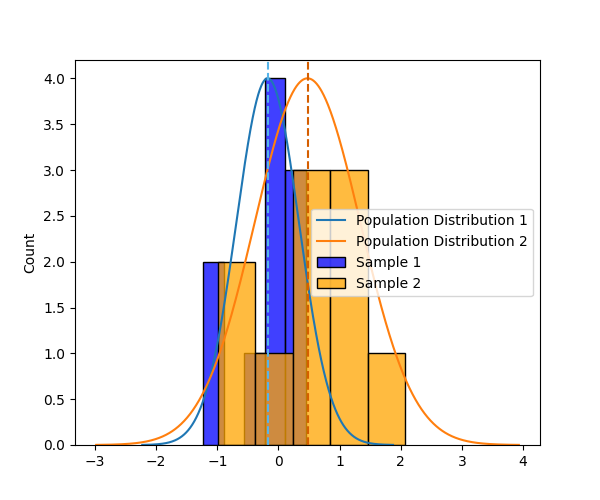 4.0
3.5
3.0
2.5
2.0
1.5
1.0
0.5
0.0
Count
Population Distribution 1
Population Distribution 2
Sample 1
Sample 2
−3 −2 −1 0 1 2 3 4